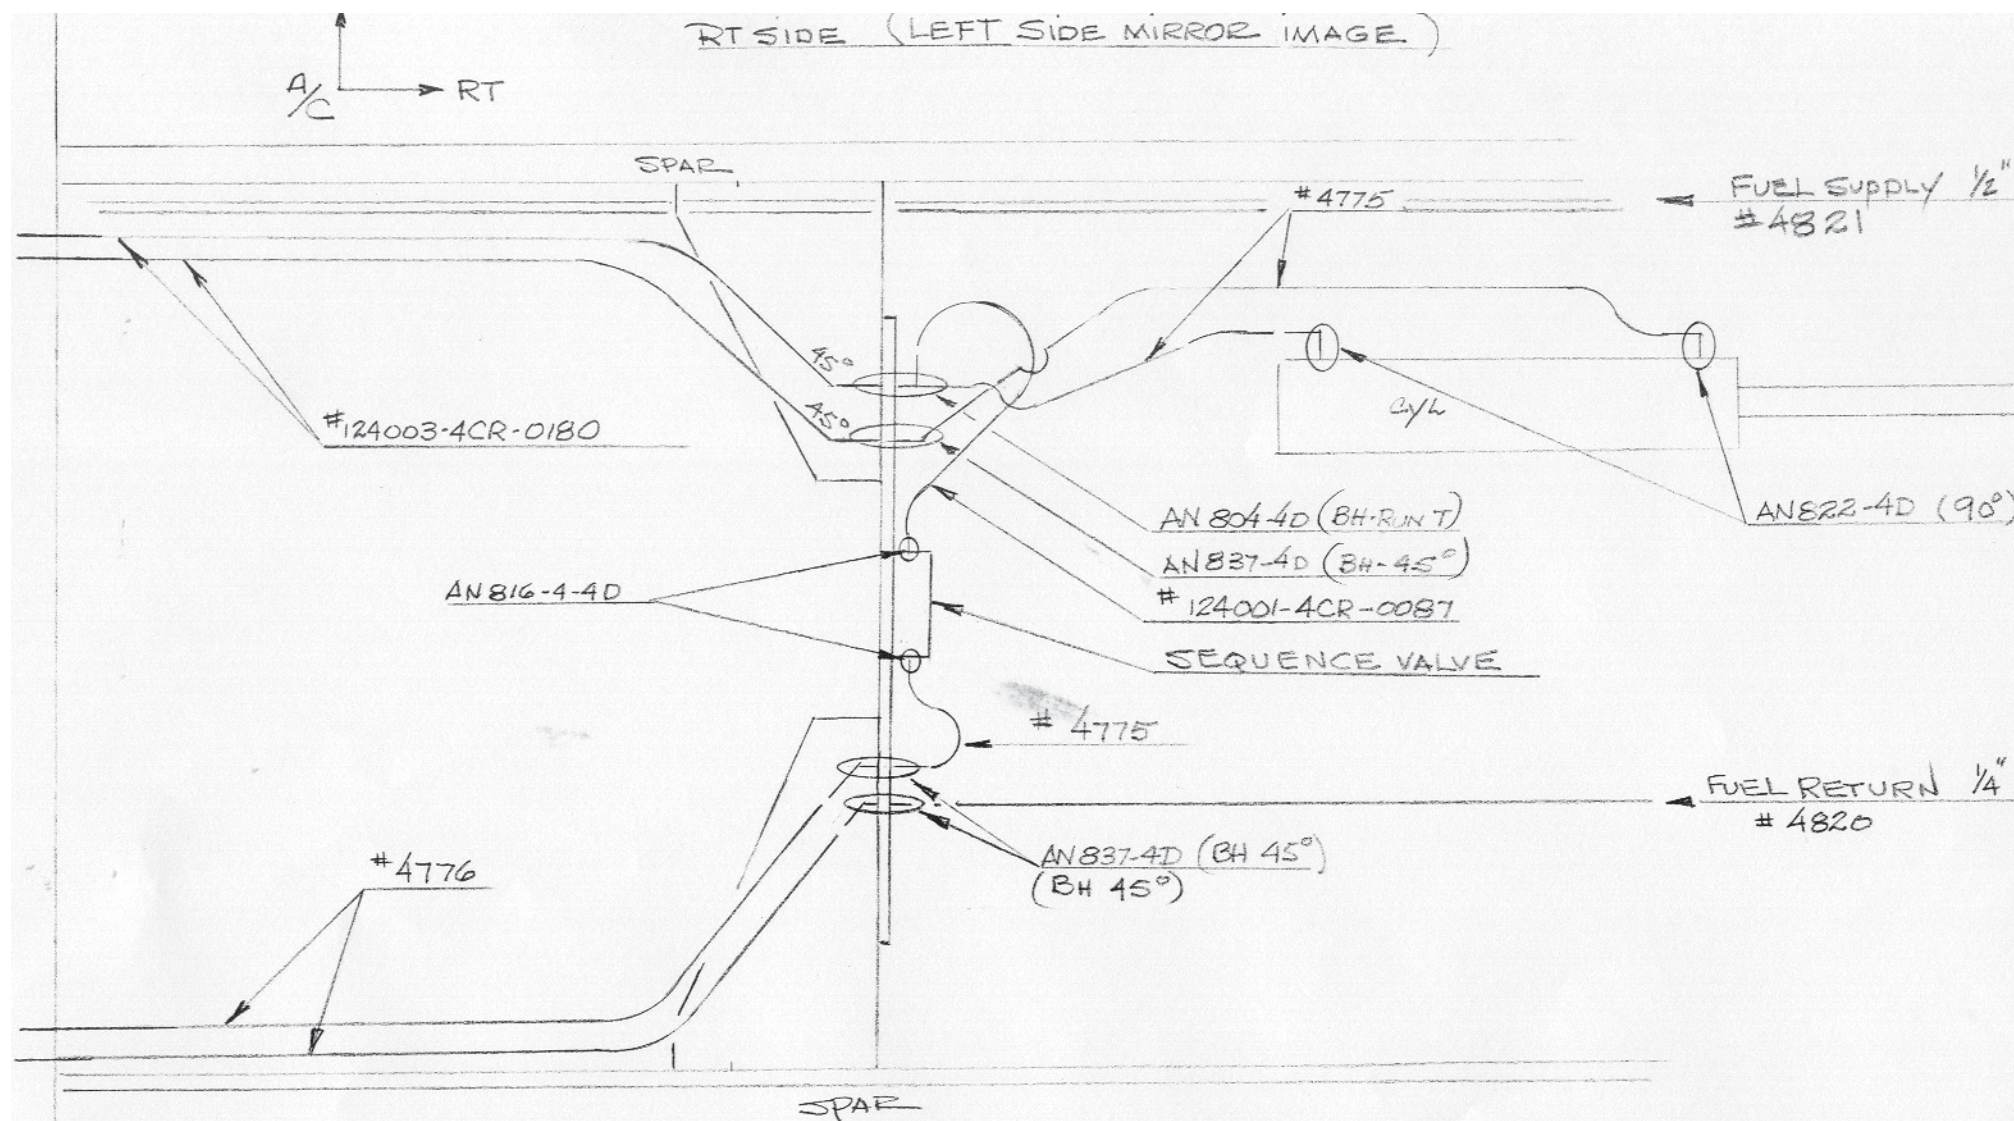 RT SIDE (LEFT SIDE MIRROR IMAGE)
A/C
RT
SPAR
#4775
FUEL SUPPLY 1/2"
#4821
45°
45°
CYL
#124003-4CR-0180
AN 804-4D (BH-RUN T)
AN822-4D (90°)
AN837-4D (BH-45°)
AN816-4-4D
#124001-4CR-0087
SEQUENCE VALVE
# 4775
FUEL RETURN 1/4"
# 4820
AN837-4D (BH 45°)
(BH 45°)
#4776
SPAR